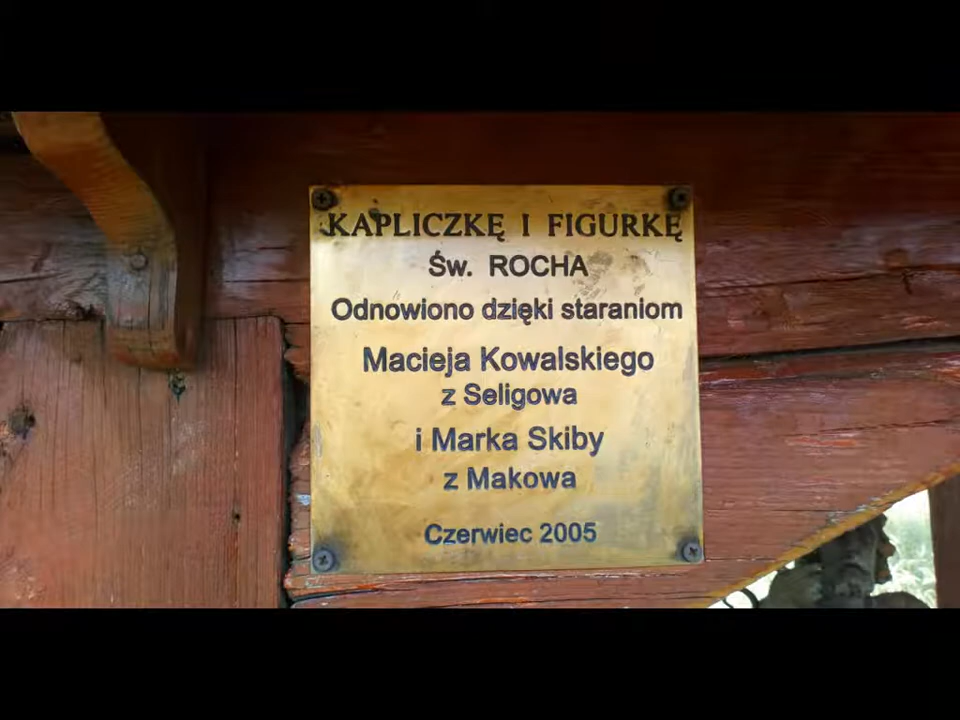 KAPLICZKĘ I FIGURKĘ
Św. ROCHA
Odnowiono dzięki staraniom
Macieja Kowalskiego
z Seligowa
i Marka Skiby
z Makowa
Czerwiec 2005